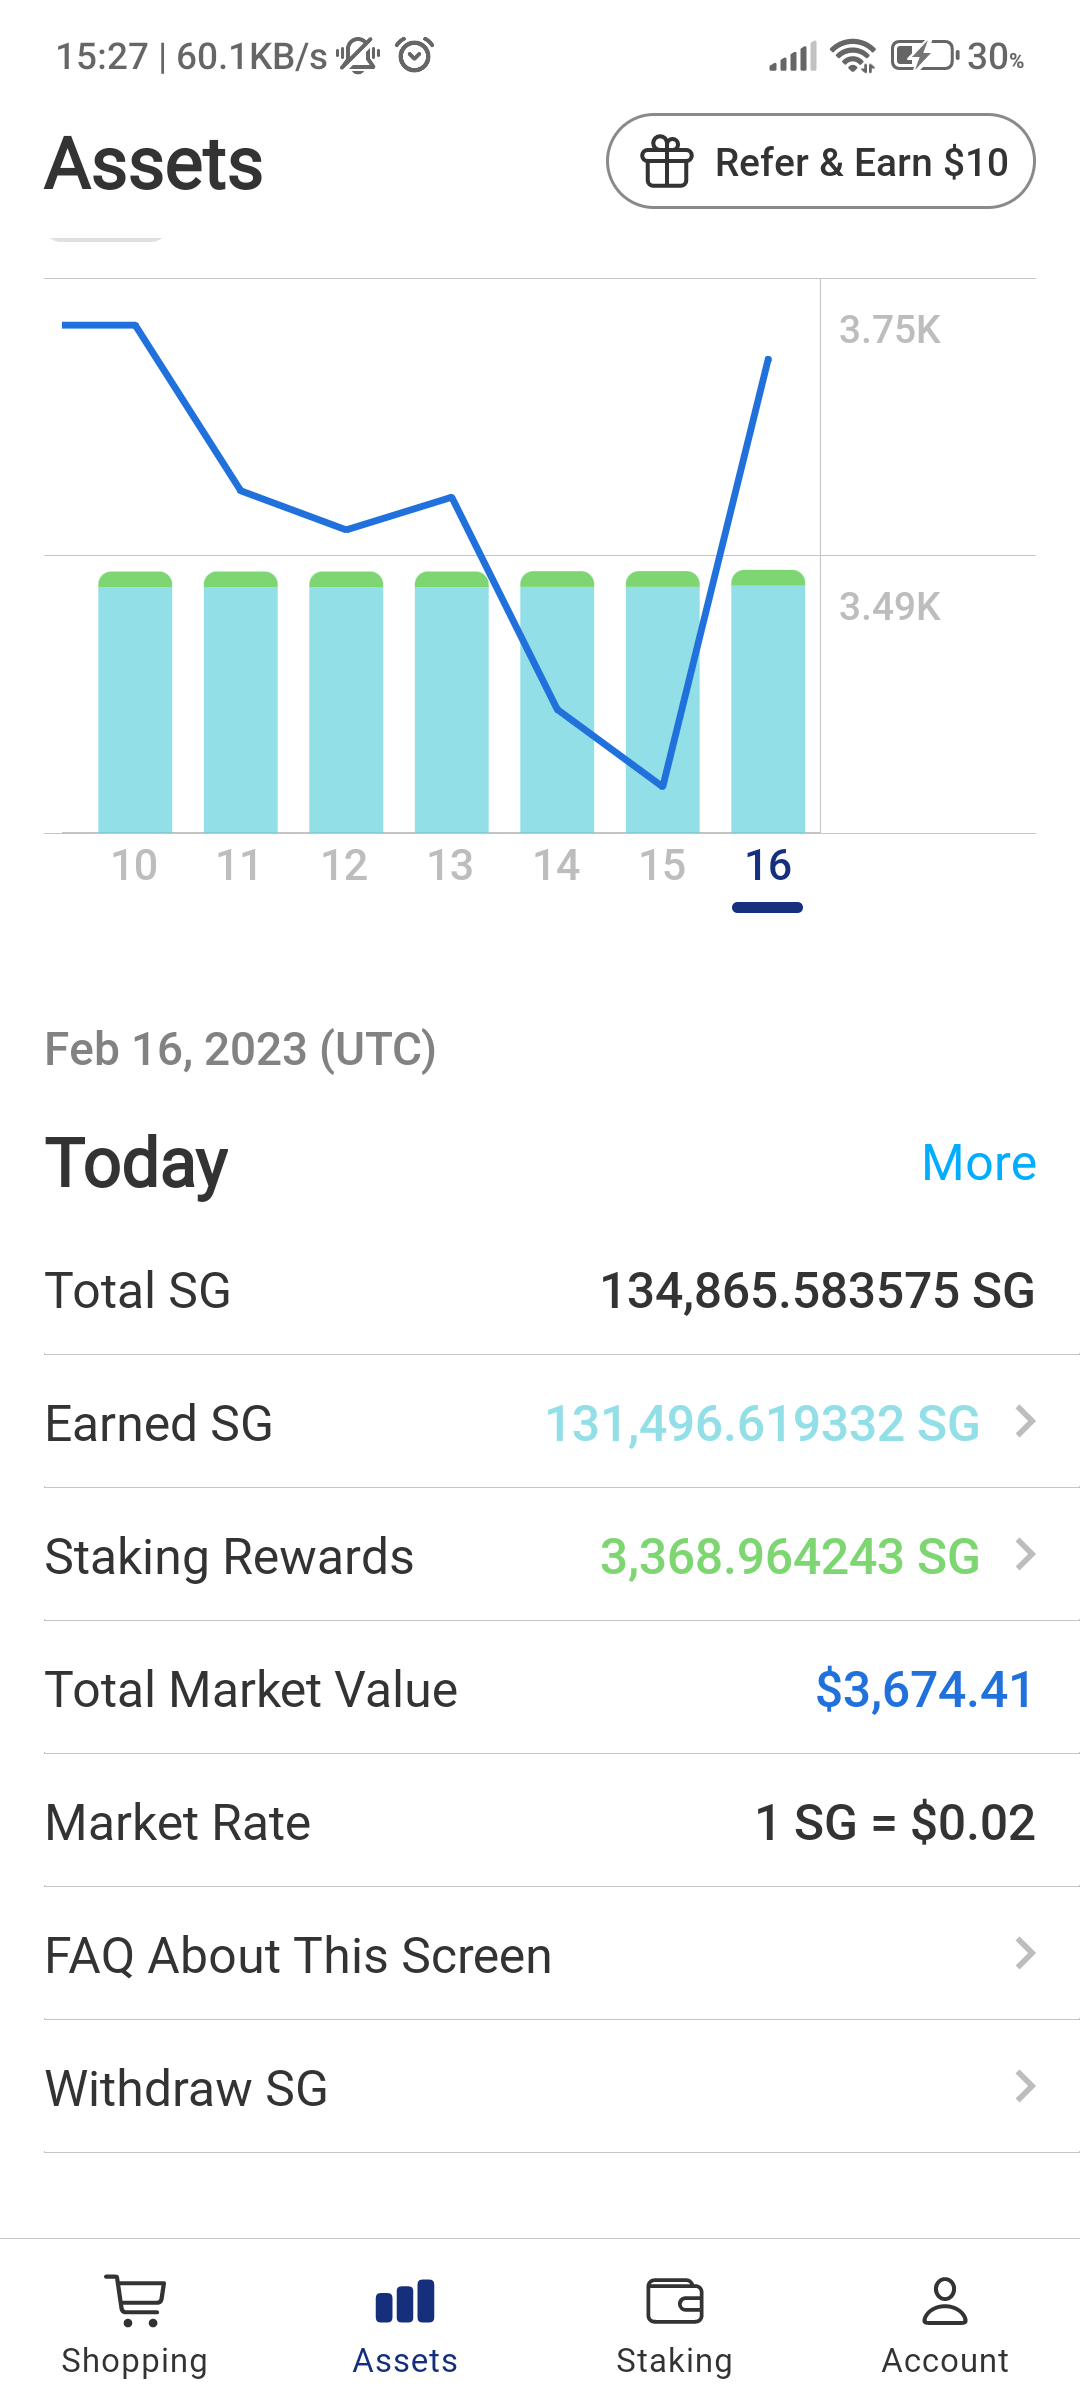 15:27 | 60.1KB/s 30%
Assets
Refer & Earn $10
3.75K
3.49K
10 11 12 13 14 15 16
Feb 16, 2023 (UTC)
Today More
Total SG 134,865.583575 SG
Earned SG 131,496.619332 SG
Staking Rewards 3,368.964243 SG
Total Market Value $3,674.41
Market Rate 1 SG = $0.02
FAQ About This Screen
Withdraw SG
Shopping Assets Staking Account